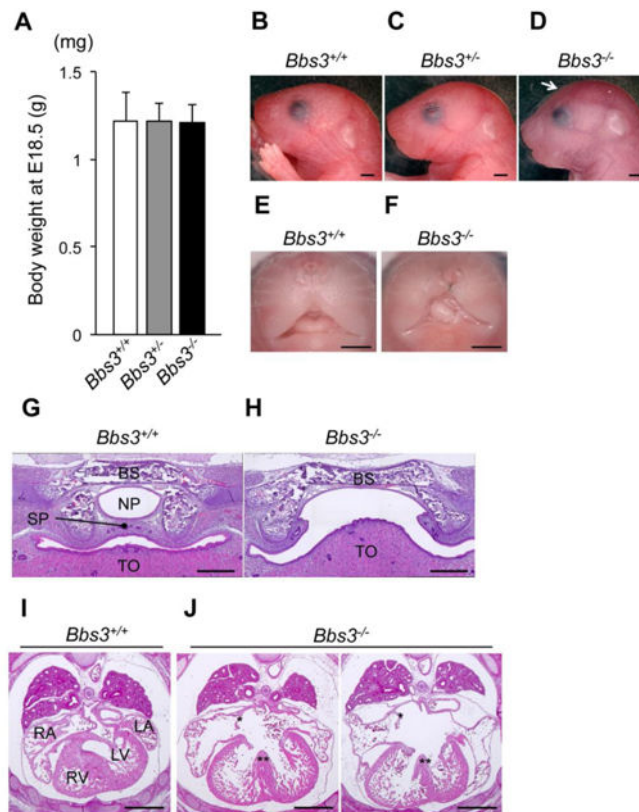 A
(mg)
Body weight at E18.5 (g)
1.5
1
0.5
0
Bbs3+/+
Bbs3+/-
Bbs3-/-
B
Bbs3+/+
C
Bbs3+/-
D
Bbs3-/-
E
Bbs3+/+
F
Bbs3-/-
G
Bbs3+/+
BS
NP
SP
TO
H
Bbs3-/-
BS
TO
I
Bbs3+/+
RA
LA
LV
RV
J
Bbs3-/-
*
**
*
**